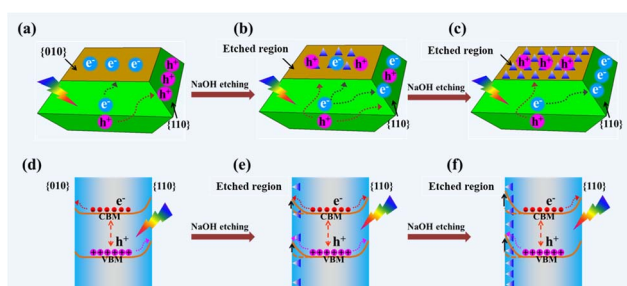 (a)
{010}
e⁻ e⁻ e⁻
h⁺
h⁺
h⁺
e⁻
h⁺
{110}
NaOH etching
(b)
Etched region
h⁺ e⁻ h⁺
e⁻
h⁺
e⁻
e⁻
h⁺
{110}
NaOH etching
(c)
Etched region
h⁺ h⁺ h⁺
e⁻
e⁻
e⁻
e⁻
h⁺
{110}
(d)
{010}
{110}
e⁻
CBM
h⁺
VBM
NaOH etching
(e)
Etched region
{110}
e⁻
CBM
h⁺
VBM
NaOH etching
(f)
Etched region
{110}
e⁻
CBM
h⁺
VBM